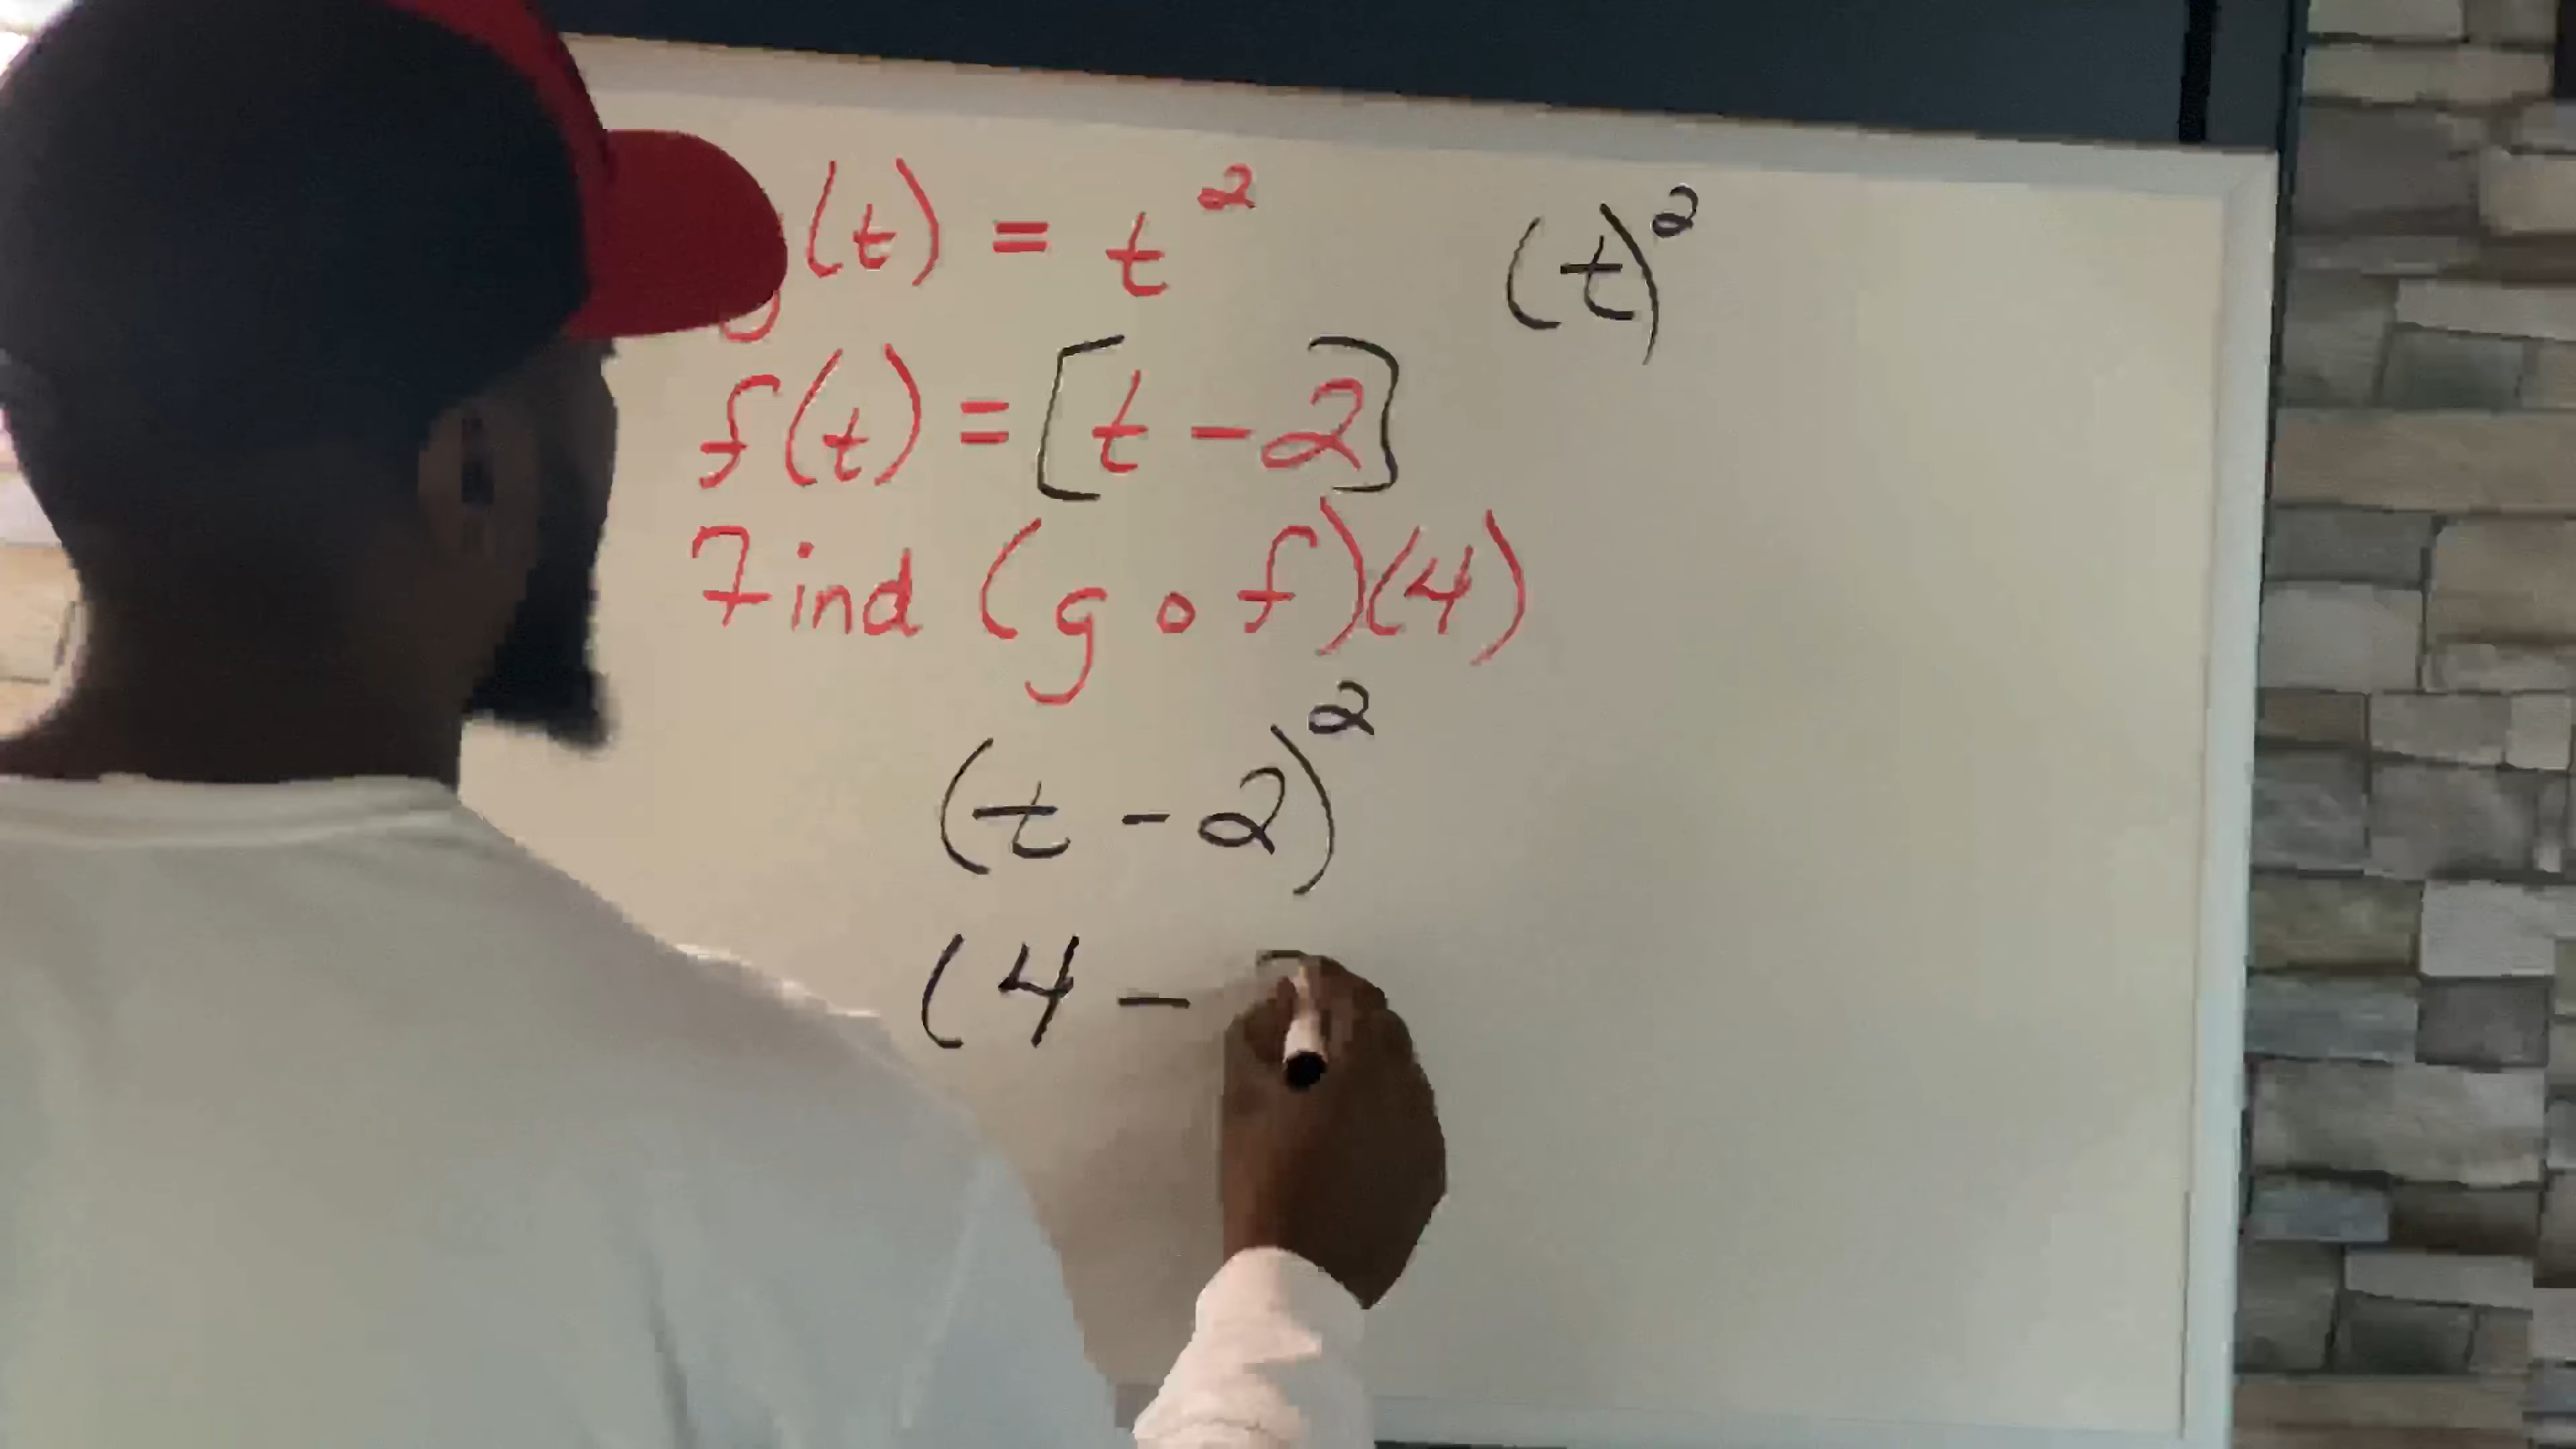 g(t) = t² (t)²
f(t) = [t - 2]
Find (g o f)(4)
(t - 2)²
(4 -